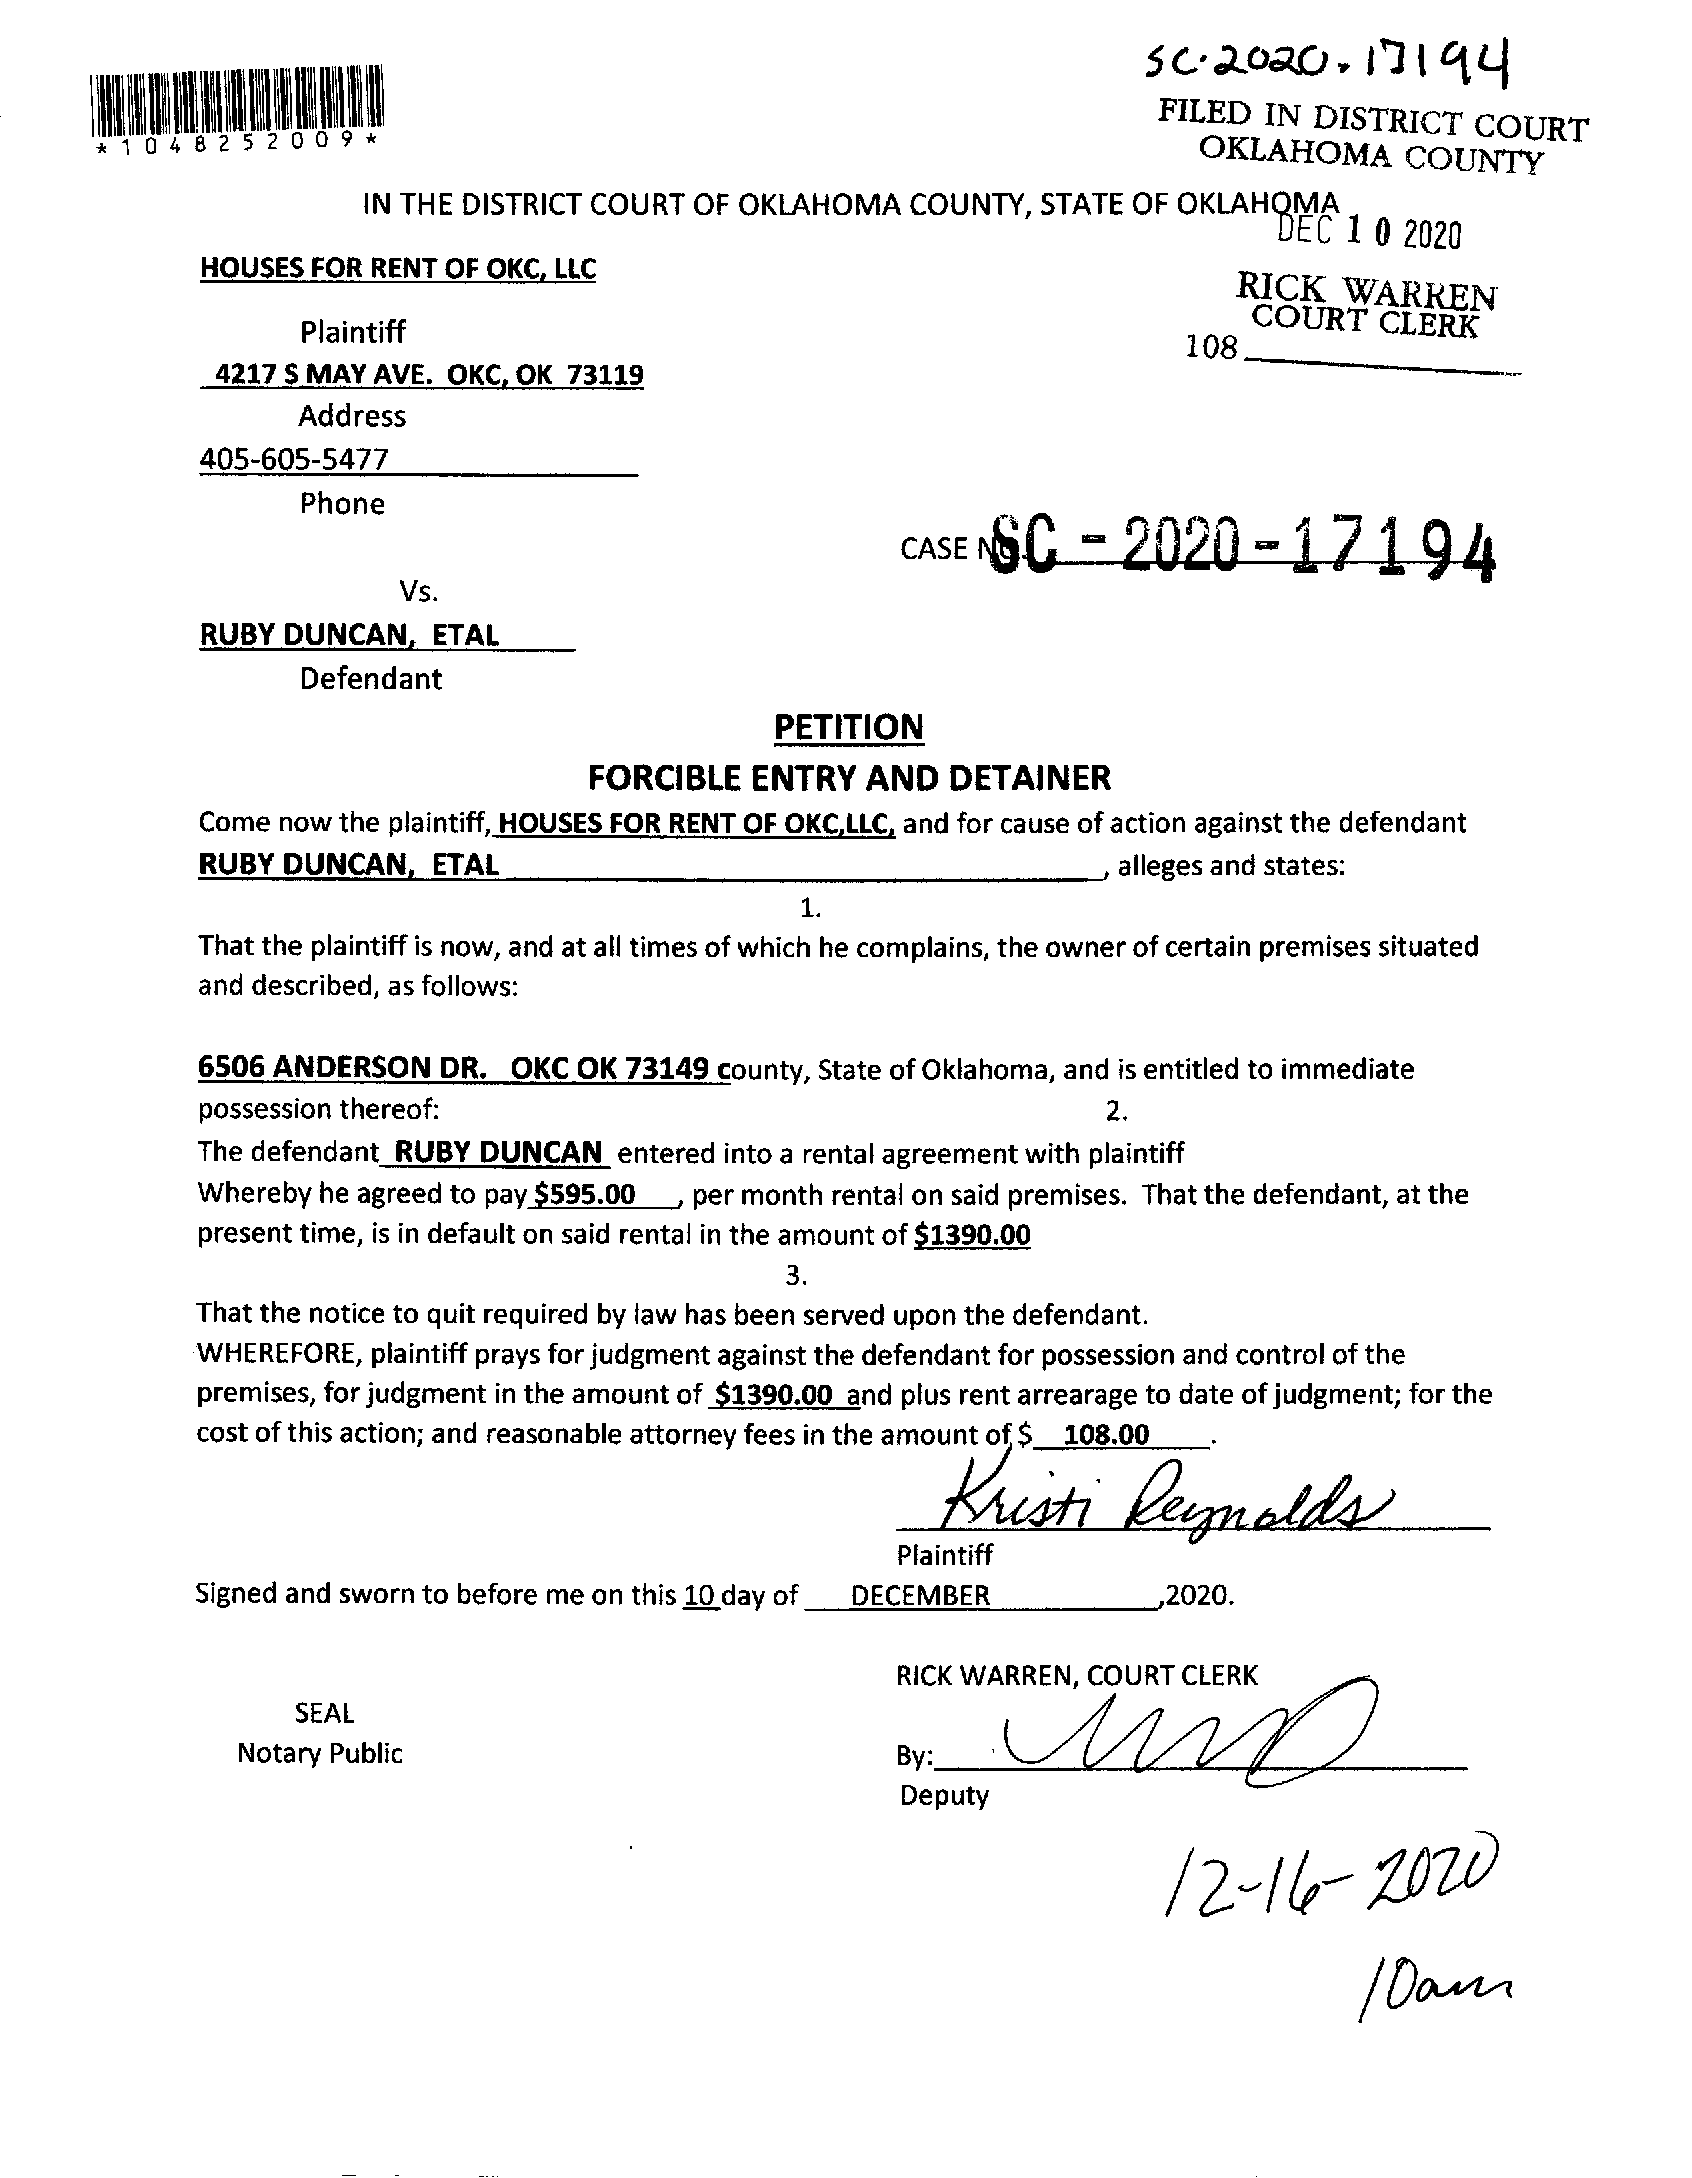 SC-2020-17194
*1048252009*
FILED IN DISTRICT COURT
OKLAHOMA COUNTY
IN THE DISTRICT COURT OF OKLAHOMA COUNTY, STATE OF OKLAHOMA
DEC 10 2020
HOUSES FOR RENT OF OKC, LLC
RICK WARREN
COURT CLERK
Plaintiff
108
4217 S MAY AVE. OKC, OK 73119
Address
405-605-5477
Phone
CASE NO. SC - 2020 - 17194
Vs.
RUBY DUNCAN, ETAL
Defendant
PETITION
FORCIBLE ENTRY AND DETAINER
Come now the plaintiff, HOUSES FOR RENT OF OKC,LLC, and for cause of action against the defendant
RUBY DUNCAN, ETAL, alleges and states:
1.
That the plaintiff is now, and at all times of which he complains, the owner of certain premises situated
and described, as follows:
6506 ANDERSON DR. OKC OK 73149 county, State of Oklahoma, and is entitled to immediate
possession thereof: 2.
The defendant RUBY DUNCAN entered into a rental agreement with plaintiff
Whereby he agreed to pay $595.00 , per month rental on said premises. That the defendant, at the
present time, is in default on said rental in the amount of $1390.00
3.
That the notice to quit required by law has been served upon the defendant.
WHEREFORE, plaintiff prays for judgment against the defendant for possession and control of the
premises, for judgment in the amount of $1390.00 and plus rent arrearage to date of judgment; for the
cost of this action; and reasonable attorney fees in the amount of $ 108.00 .
Kristi Reynolds
Plaintiff
Signed and sworn to before me on this 10 day of DECEMBER ,2020.
RICK WARREN, COURT CLERK
SEAL
Notary Public
By:
Deputy
12-16-2020
10am